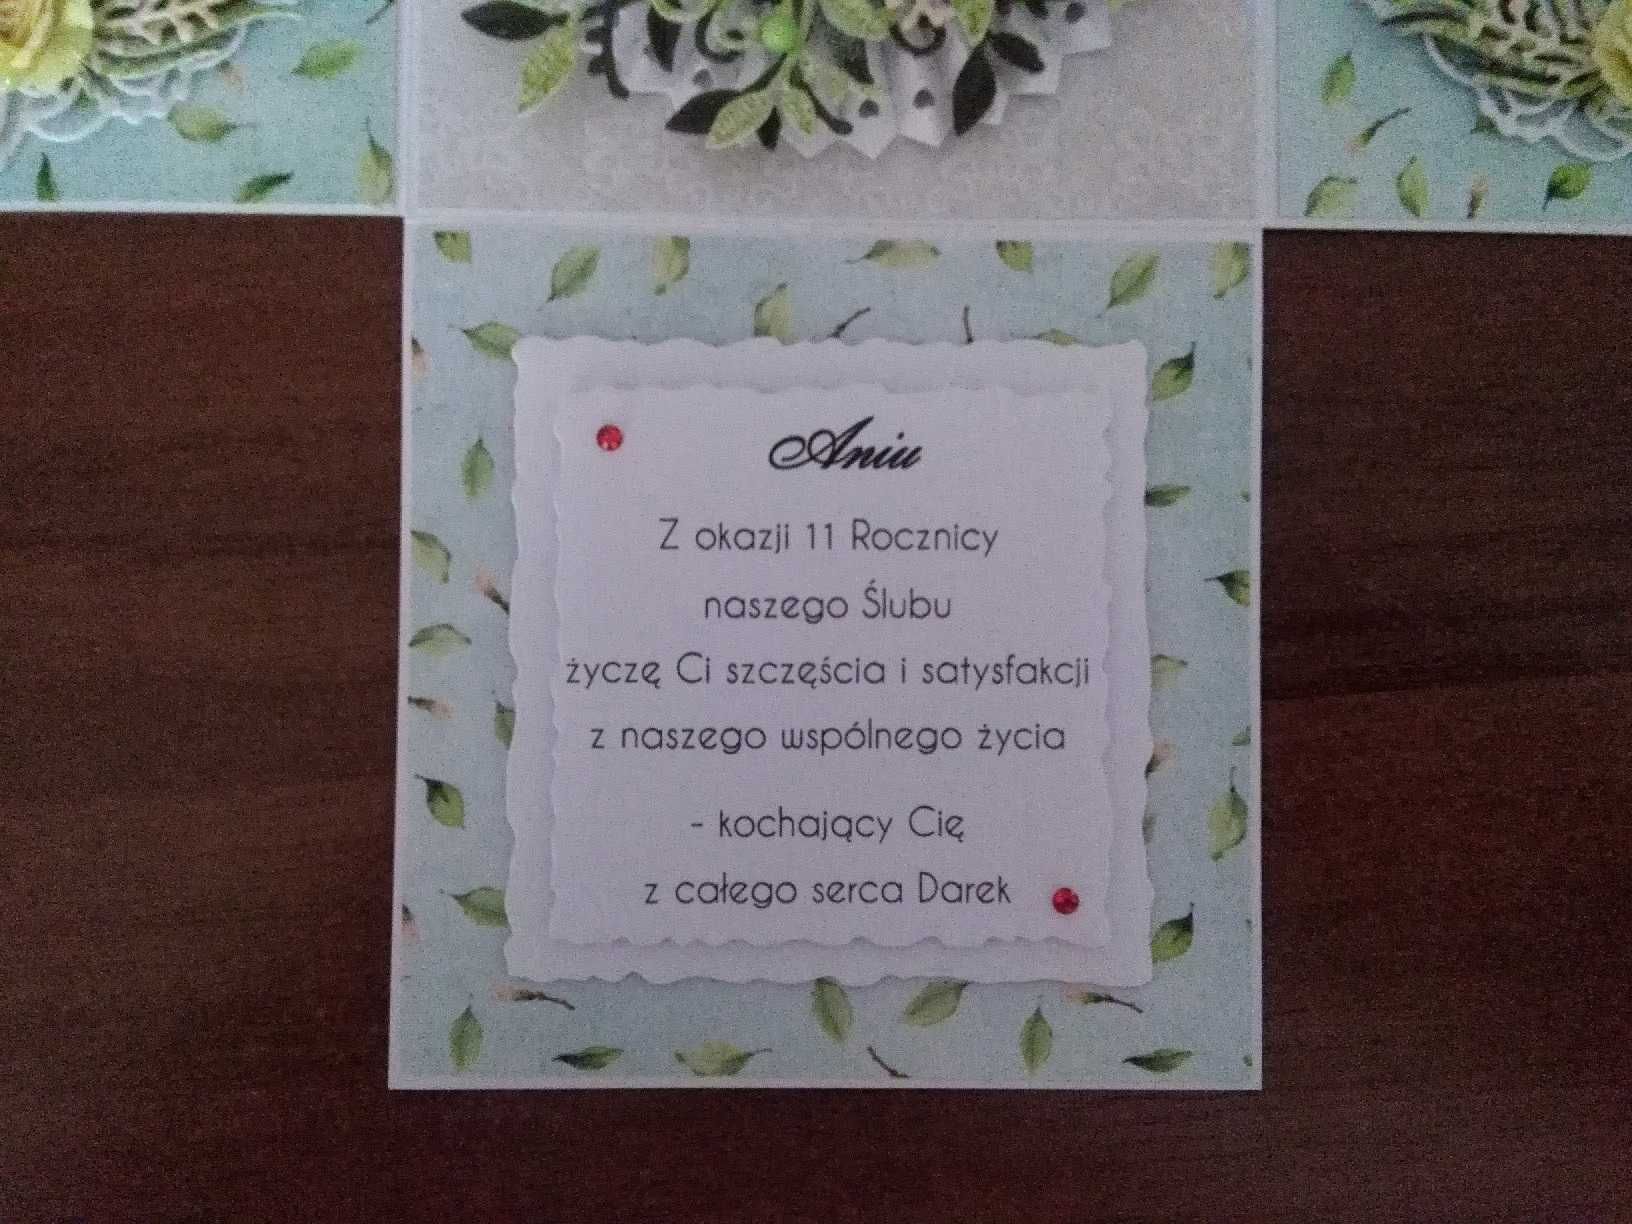 Aniu
Z okazji 11 Rocznicy
naszego Ślubu
życzę Ci szczęścia i satysfakcji
z naszego wspólnego życia
- kochający Cię
z całego serca Darek